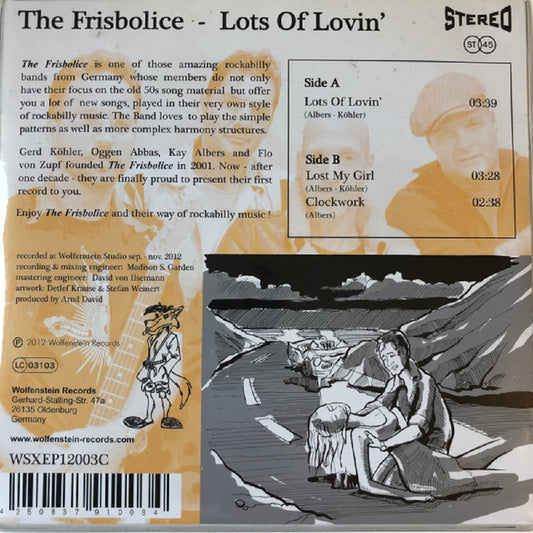 The Frisbolice - Lots Of Lovin'
STEREO
ST 45
The Frisbolice is one of those amazing rockabilly
bands from Germany whose members do not only
have their focus on the old 50s song material but offer
you a lot of new songs, played in their very own style
of rockabilly music. The Band loves to play the simple
patterns as well as more complex harmony structures.
Gerd Köhler, Oggen Abbas, Kay Albers and Flo
von Zupf founded The Frisbolice in 2001. Now - after
one decade - they are finally proud to present their first
record to you.
Enjoy The Frisbolice and their way of rockabilly music !
Side A
Lots Of Lovin' 03:39
(Albers - Köhler)
Side B
Lost My Girl 03:28
(Albers - Köhler)
Clockwork 02:38
(Albers)
recorded at Wolfenstein Studio sep. - nov. 2012
recording & mixing engineer: Madison S. Garden
mastering engineer: David von Ilsemann
artwork: Detlef Krause & Stefan Weinert
produced by Arnd David
℗ 2012 Wolfenstein Records
LC 03103
Wolfenstein Records
Gerhard-Stalling-Str. 47a
26135 Oldenburg
Germany
www.wolfenstein-records.com
WSXEP12003C
4 250837 910034